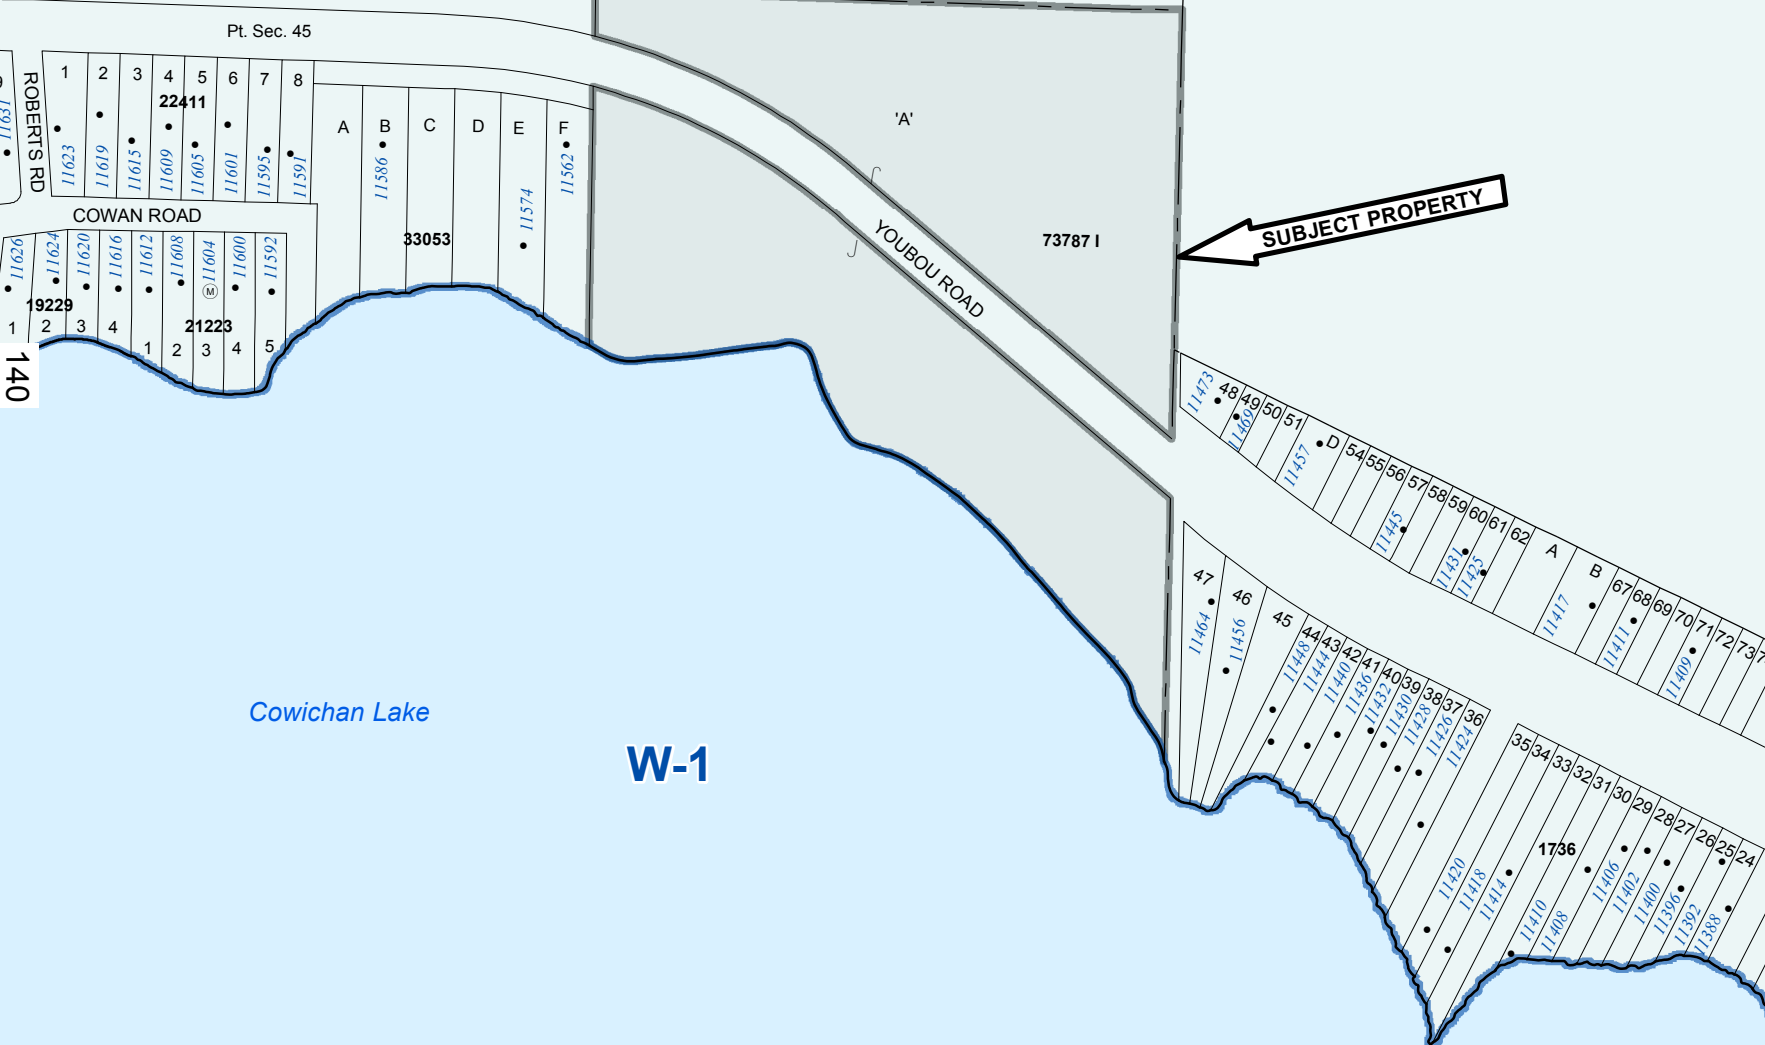 Pt. Sec. 45
ROBERTS RD
11631
1 2 3 4 5 6 7 8
22411
11623 11619 11615 11609 11605 11601 11595 11591
COWAN ROAD
11626 11624 11620 11616 11612 11608 11604 11600 11592
M
19229
1 2 3 4
21223
1 2 3 4 5
140
A B C D E F
11586 11574 11562
33053
'A'
73787 I
YOUBOU ROAD
SUBJECT PROPERTY
11473 11469 11457 11445 11431 11425 11417 11411 11409
48 49 50 51 D 54 55 56 57 58 59 60 61 62 A B 67 68 69 70 71 72 73
47 46 45 44 43 42 41 40 39 38 37 36
11464 11456 11448 11444 11440 11436 11432 11430 11428 11426 11424
35 34 33 32 31 30 29 28 27 26 25 24
1736
11420 11418 11414 11410 11408 11406 11402 11400 11396 11392 11388
Cowichan Lake
W-1